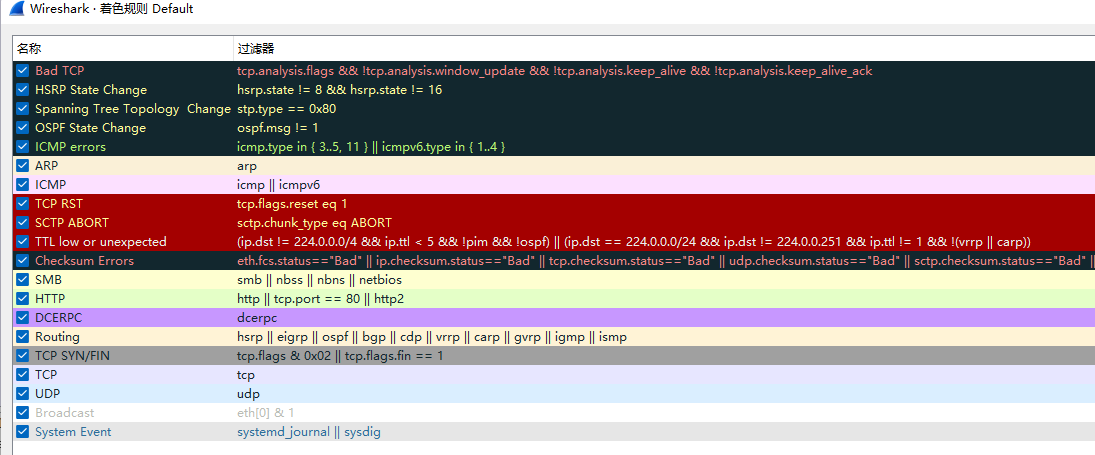 Wireshark · 着色规则 Default
名称 过滤器
Bad TCP tcp.analysis.flags && !tcp.analysis.window_update && !tcp.analysis.keep_alive && !tcp.analysis.keep_alive_ack
HSRP State Change hsrp.state != 8 && hsrp.state != 16
Spanning Tree Topology  Change stp.type == 0x80
OSPF State Change ospf.msg != 1
ICMP errors icmp.type in { 3..5, 11 } || icmpv6.type in { 1..4 }
ARP arp
ICMP icmp || icmpv6
TCP RST tcp.flags.reset eq 1
SCTP ABORT sctp.chunk_type eq ABORT
TTL low or unexpected (ip.dst != 224.0.0.0/4 && ip.ttl < 5 && !pim && !ospf) || (ip.dst == 224.0.0.0/24 && ip.dst != 224.0.0.251 && ip.ttl != 1 && !(vrrp || carp))
Checksum Errors eth.fcs.status=="Bad" || ip.checksum.status=="Bad" || tcp.checksum.status=="Bad" || udp.checksum.status=="Bad" || sctp.checksum.status=="Bad" ||
SMB smb || nbss || nbns || netbios
HTTP http || tcp.port == 80 || http2
DCERPC dcerpc
Routing hsrp || eigrp || ospf || bgp || cdp || vrrp || carp || gvrp || igmp || ismp
TCP SYN/FIN tcp.flags & 0x02 || tcp.flags.fin == 1
TCP tcp
UDP udp
Broadcast eth[0] & 1
System Event systemd_journal || sysdig